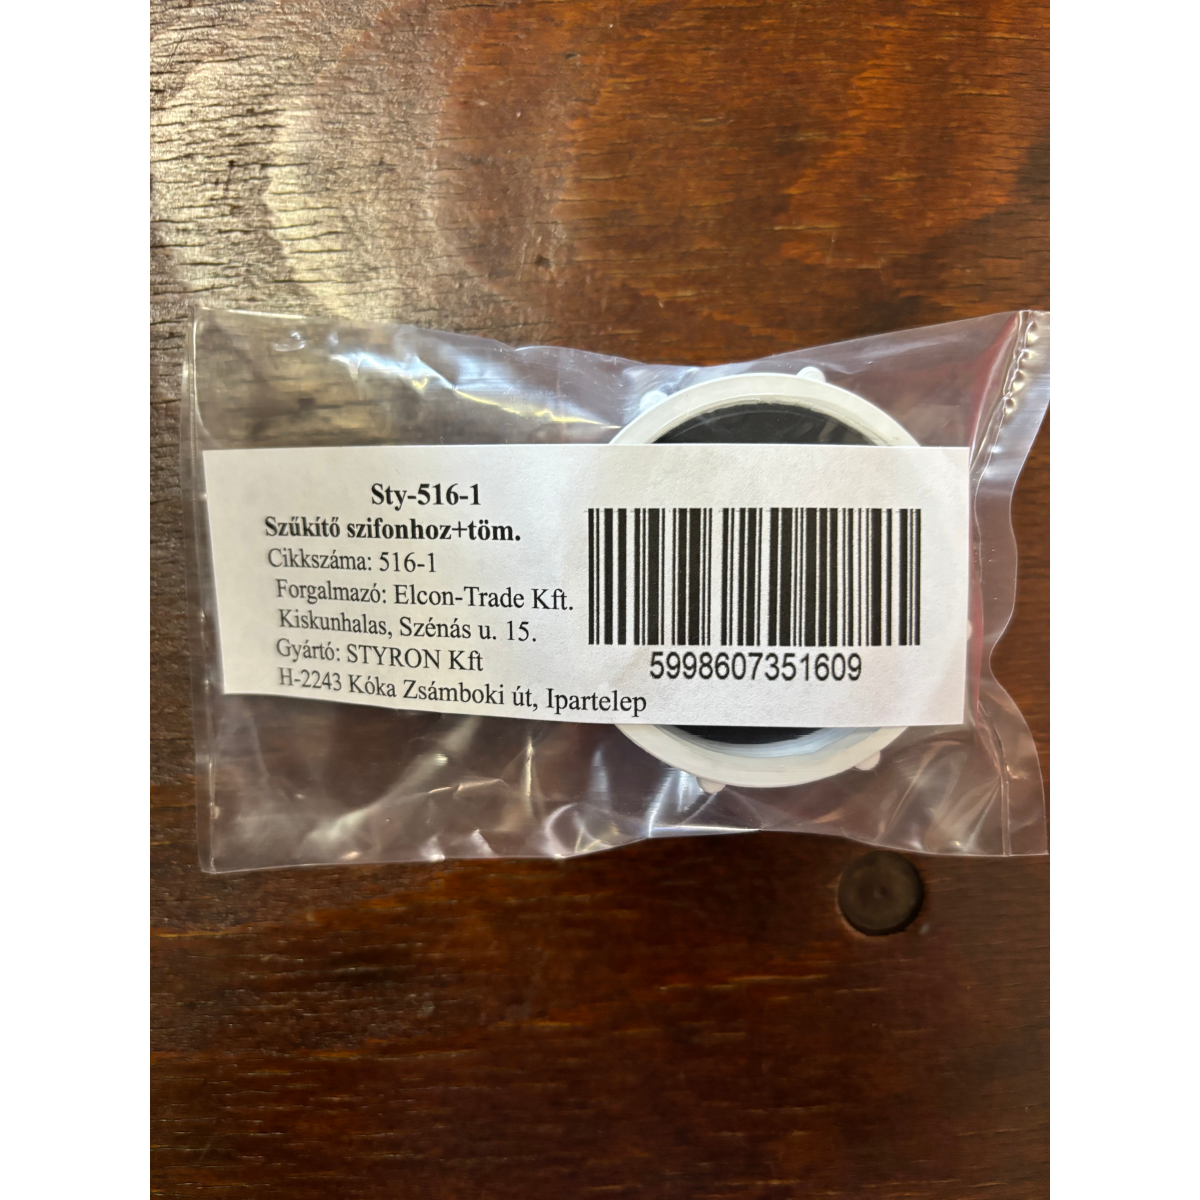 Sty-516-1
Szűkítő szifonhoz+töm.
Cikkszáma: 516-1
Forgalmazó: Elcon-Trade Kft.
Kiskunhalas, Szénás u. 15.
Gyártó: STYRON Kft
H-2243 Kóka Zsámboki út, Ipartelep
5998607351609